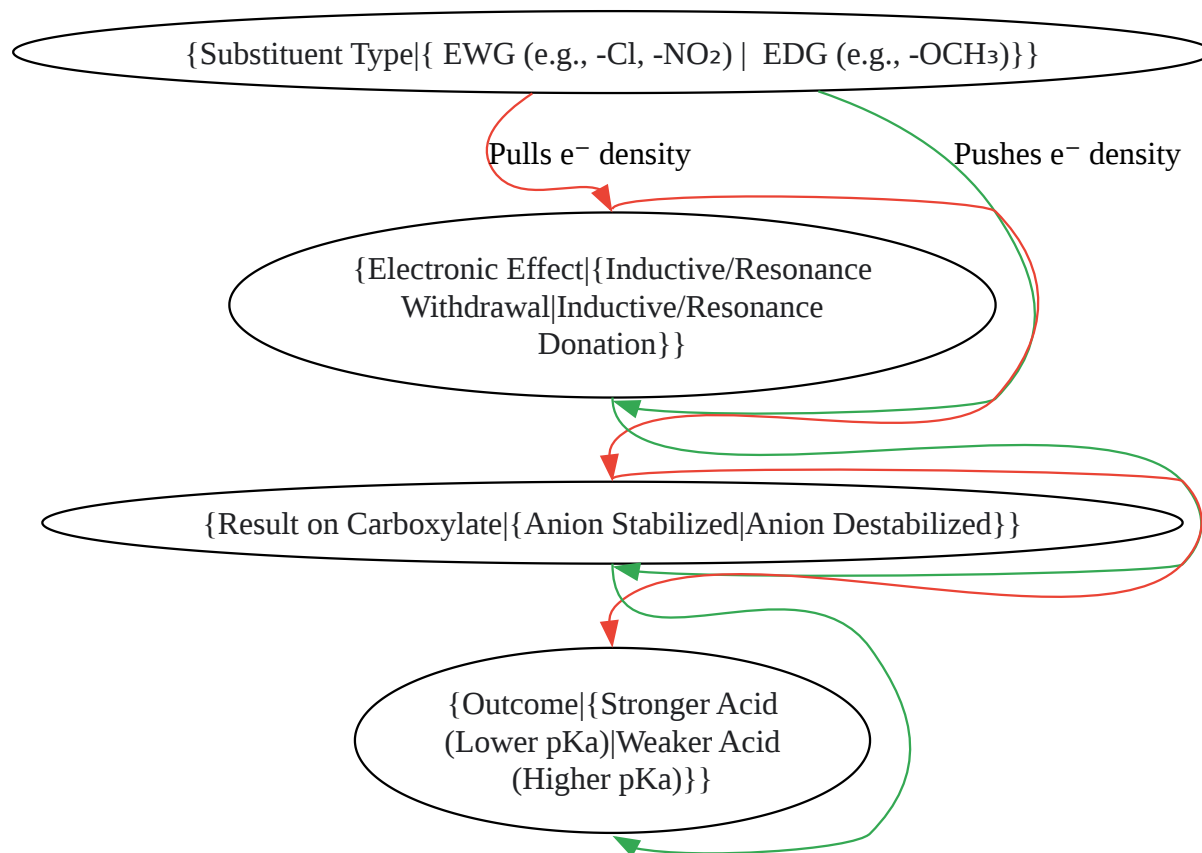 {Substituent Type|{ EWG (e.g., -Cl, -NO₂) |  EDG (e.g., -OCH₃)}}
Pulls e⁻ density
Pushes e⁻ density
{Electronic Effect|{Inductive/Resonance
Withdrawal|Inductive/Resonance
Donation}}
{Result on Carboxylate|{Anion Stabilized|Anion Destabilized}}
{Outcome|{Stronger Acid
(Lower pKa)|Weaker Acid
(Higher pKa)}}